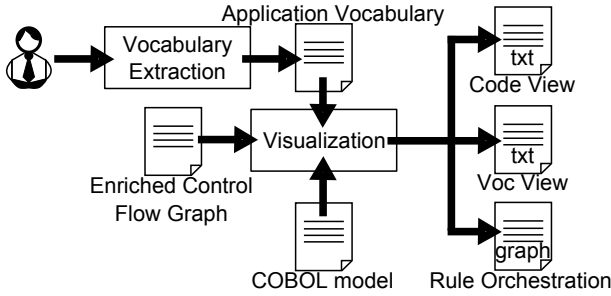 Application Vocabulary
Vocabulary
Extraction
txt
Code View
Visualization
Enriched Control
Flow Graph
txt
Voc View
COBOL model
graph
Rule Orchestration